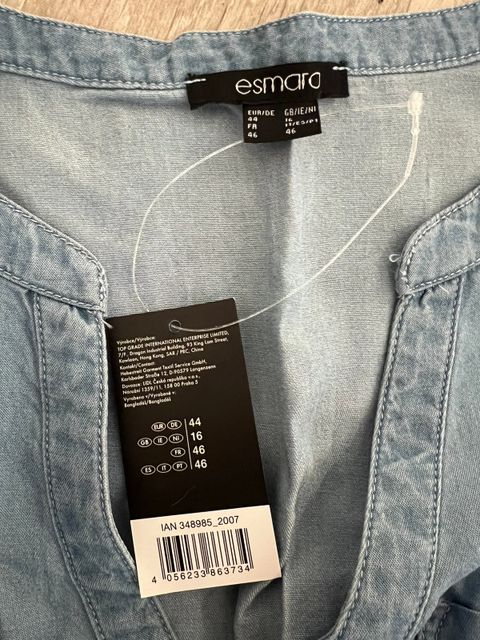 esmara
EUR/DE GB/IE/NI
44 16
FR IT/ES/PT
46 46
Výrobce/Výrobca:
TOP GRADE INTERNATIONAL ENTERPRISE LIMITED,
7/F., Dragon Industrial Building, 93 King Lam Street,
Kowloon, Hong Kong, SAR / PRC, China
Kontakt/Contact:
Hebestreit Garment Textil Service GmbH,
Karlsbader Straße 12, D-90579 Langenzenn
Dovozce: LIDL Česká republika v.o.s.
Nárožní 1359/11, 158 00 Praha 5
Vyrobeno v/Vyrobené v:
Bangladéš/Bangladéš
EUR DE 44
GB IE NI 16
FR 46
ES IT PT 46
IAN 348985_2007
4 056233 863734